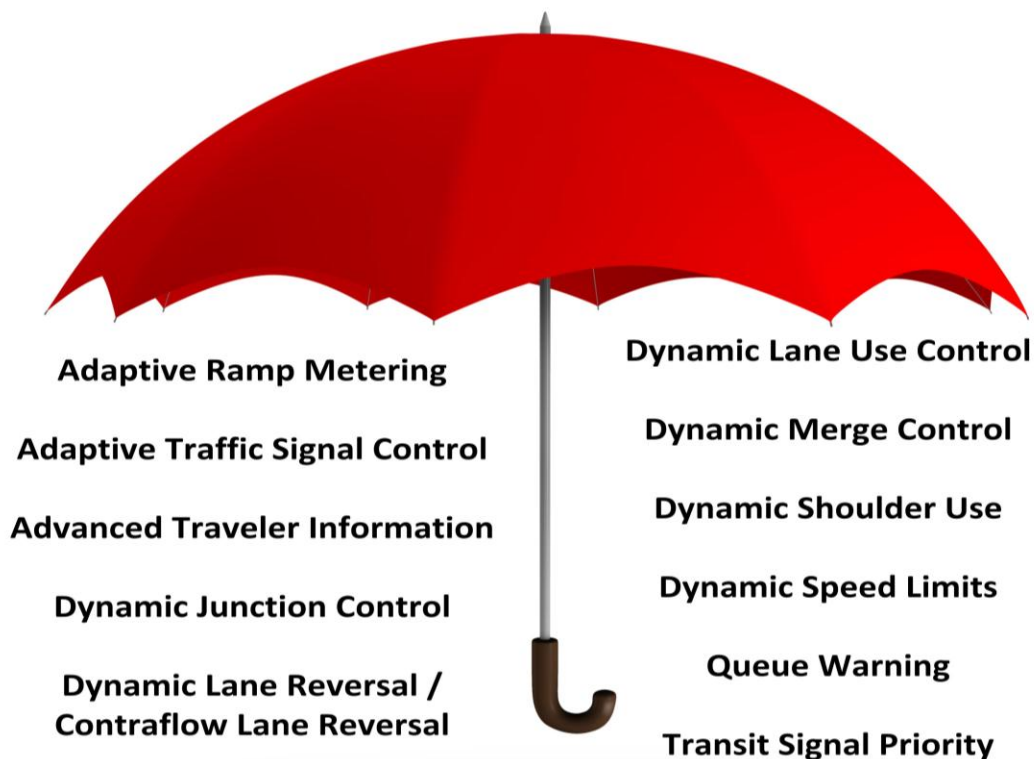 Adaptive Ramp Metering
Adaptive Traffic Signal Control
Advanced Traveler Information
Dynamic Junction Control
Dynamic Lane Reversal /
Contraflow Lane Reversal
Dynamic Lane Use Control
Dynamic Merge Control
Dynamic Shoulder Use
Dynamic Speed Limits
Queue Warning
Transit Signal Priority